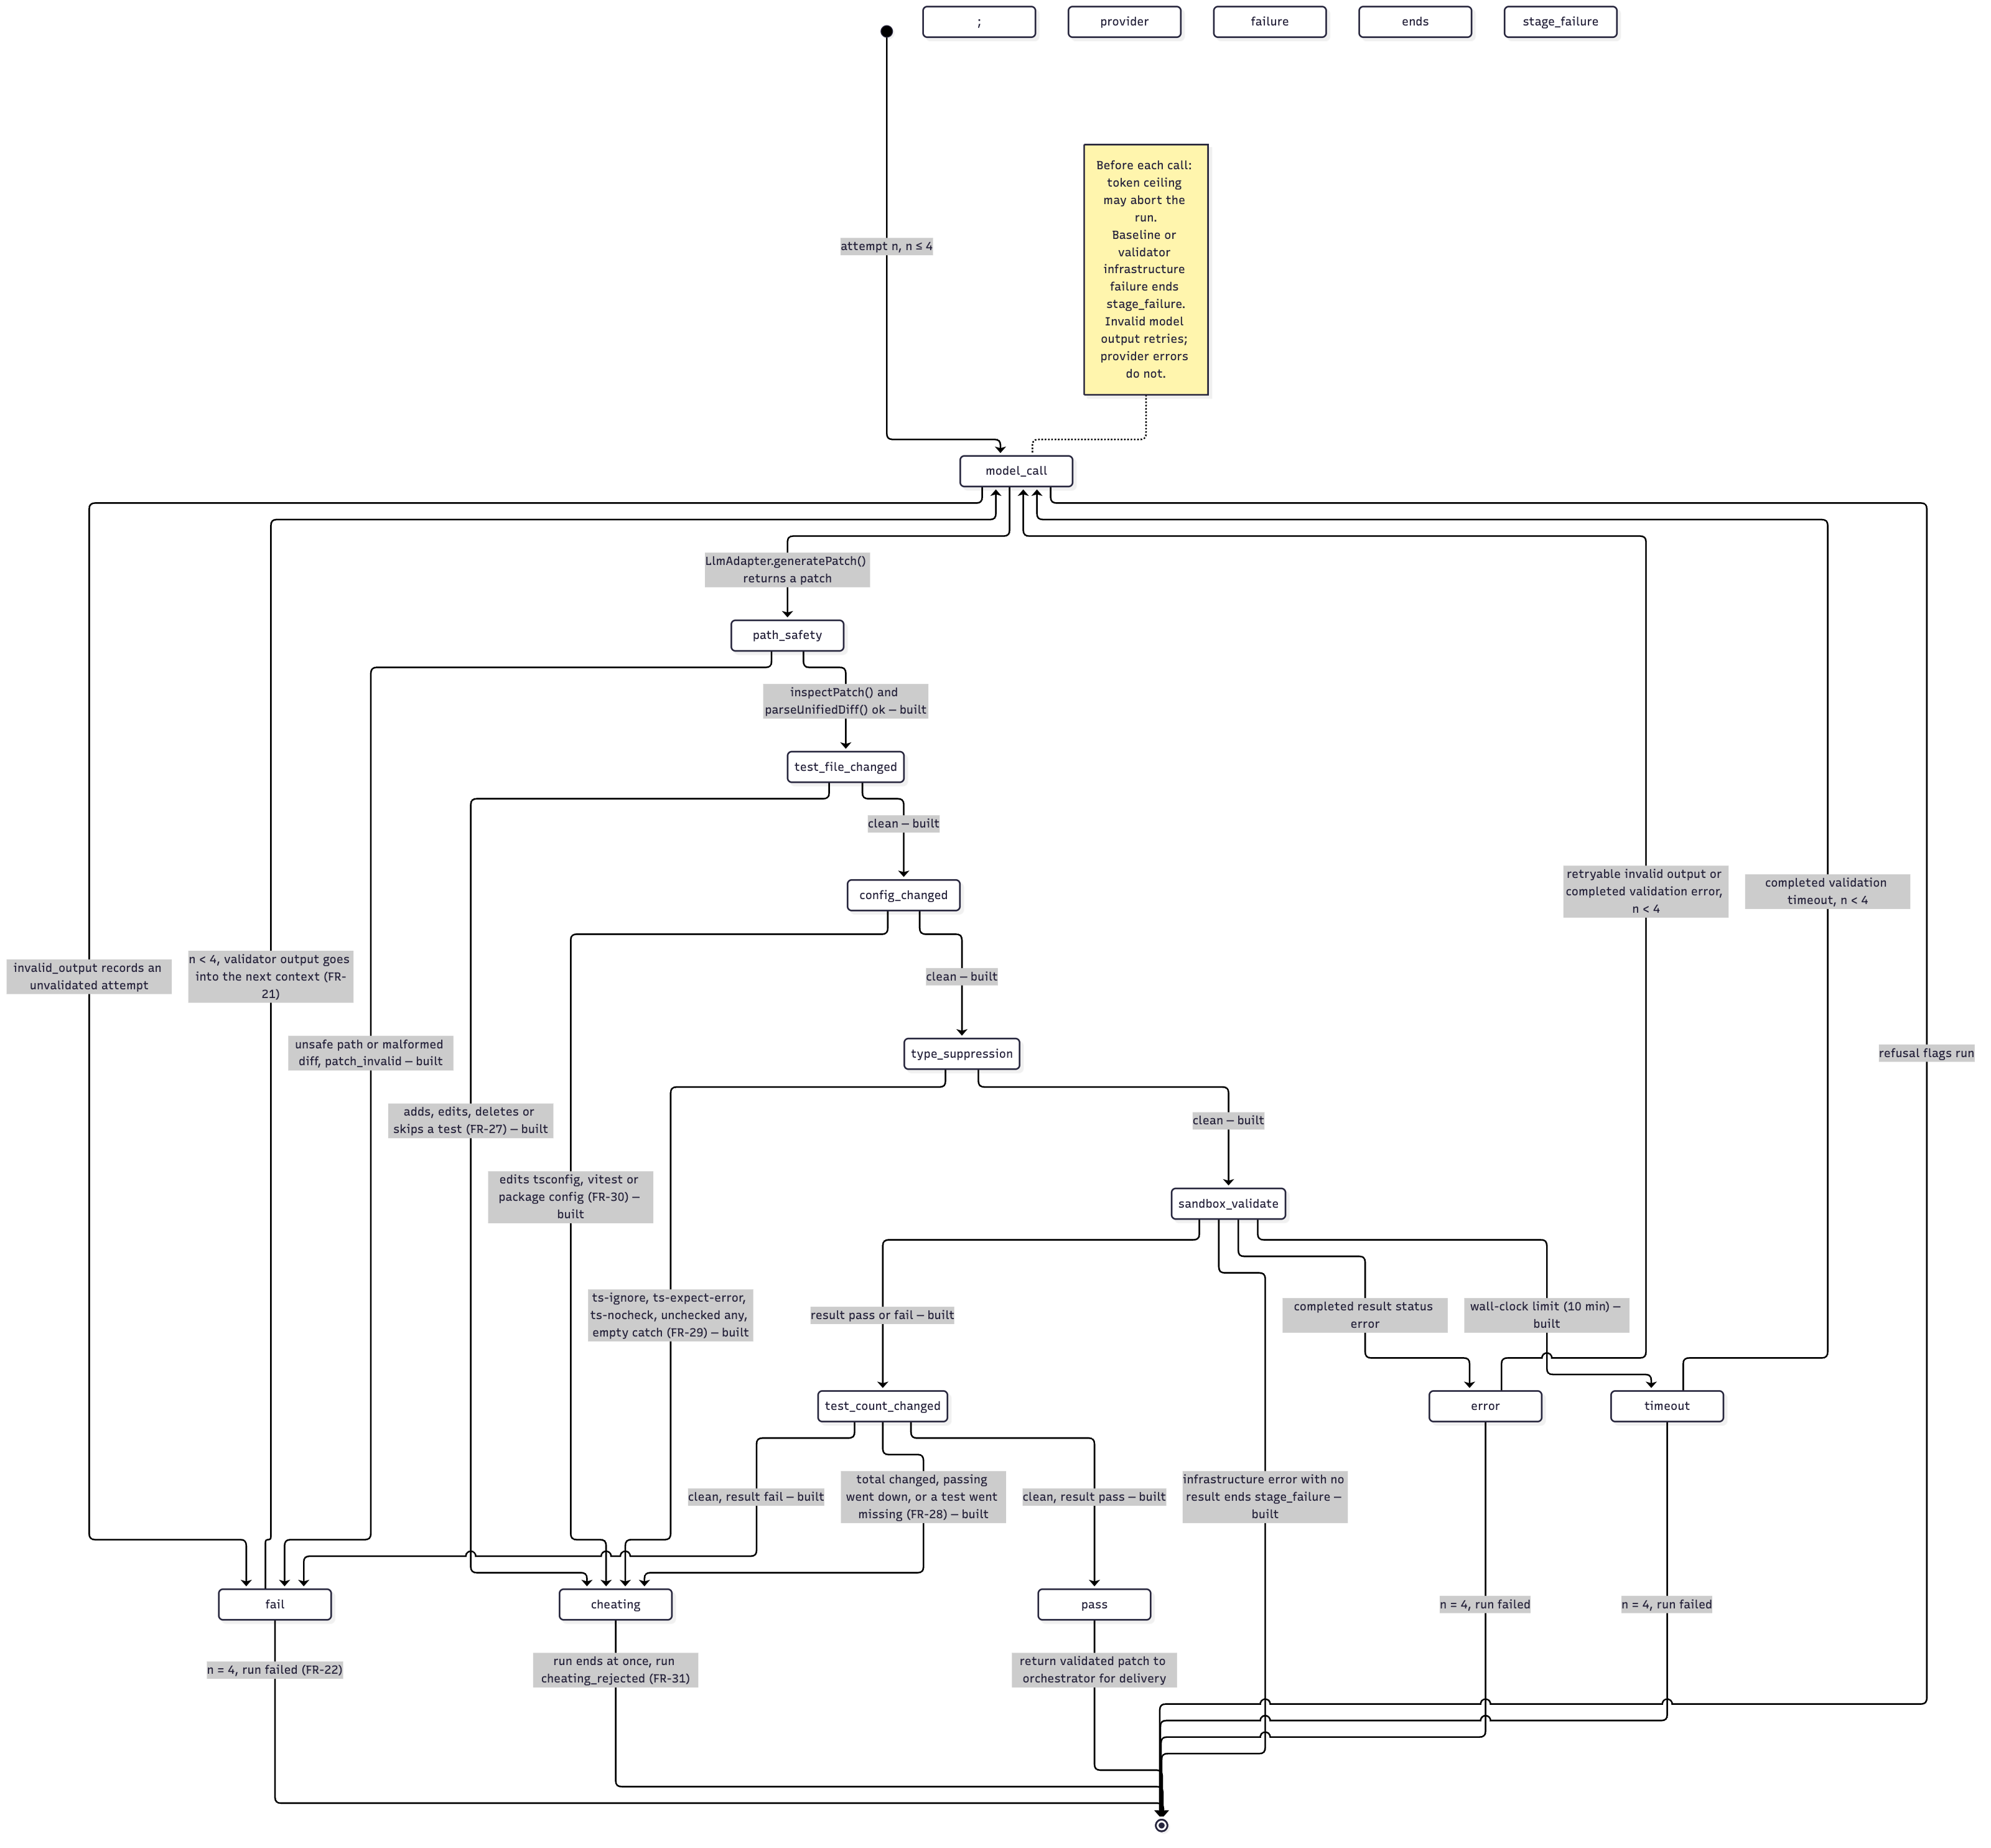 ;
provider
failure
ends
stage_failure
Before each call:
token ceiling
may abort the
run.
Baseline or
validator
infrastructure
failure ends
stage_failure.
Invalid model
output retries;
provider errors
do not.
attempt n, n ≤ 4
model_call
LlmAdapter.generatePatch()
returns a patch
path_safety
inspectPatch() and
parseUnifiedDiff() ok – built
test_file_changed
clean – built
config_changed
retryable invalid output or
completed validation error,
n < 4
completed validation
timeout, n < 4
invalid_output records an
unvalidated attempt
n < 4, validator output goes
into the next context (FR-
21)
clean – built
unsafe path or malformed
diff, patch_invalid – built
type_suppression
refusal flags run
adds, edits, deletes or
skips a test (FR-27) – built
clean – built
edits tsconfig, vitest or
package config (FR-30) –
built
sandbox_validate
ts-ignore, ts-expect-error,
ts-nocheck, unchecked any,
empty catch (FR-29) – built
result pass or fail – built
completed result status
error
wall-clock limit (10 min) –
built
test_count_changed
error
timeout
clean, result fail – built
total changed, passing
went down, or a test went
missing (FR-28) – built
clean, result pass – built
infrastructure error with no
result ends stage_failure –
built
fail
cheating
pass
n = 4, run failed
n = 4, run failed
n = 4, run failed (FR-22)
run ends at once, run
cheating_rejected (FR-31)
return validated patch to
orchestrator for delivery